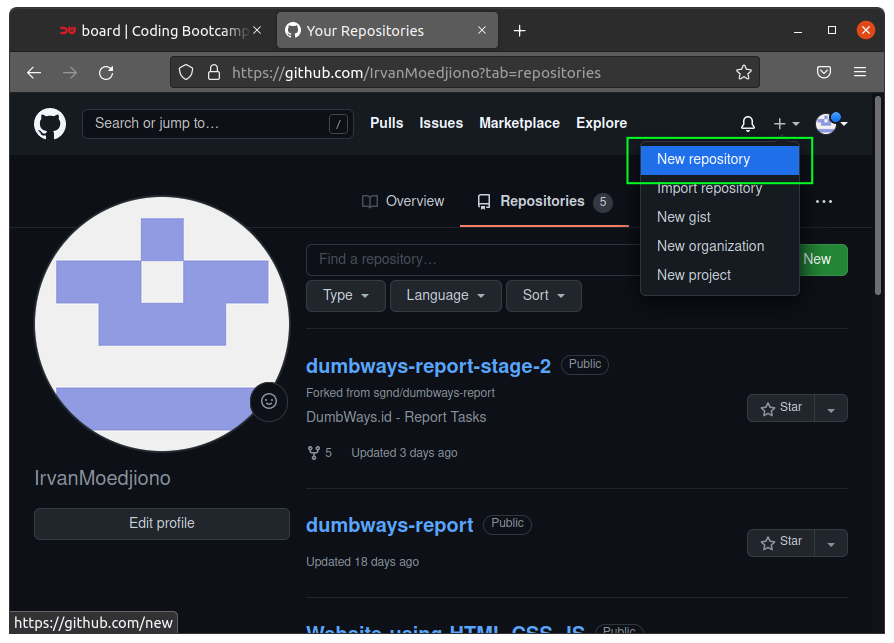 board | Coding Bootcamp
Your Repositories
https://github.com/IrvanMoedjiono?tab=repositories
Search or jump to…
/
Pulls
Issues
Marketplace
Explore
New repository
Import repository
New gist
New organization
New project
Overview
Repositories 5
Find a repository…
New
Type
Language
Sort
dumbways-report-stage-2 Public
Forked from sgnd/dumbways-report
DumbWays.id - Report Tasks
Star
5 Updated 3 days ago
IrvanMoedjiono
Edit profile
dumbways-report Public
Star
Updated 18 days ago
Website-using-HTML-CSS-JS Public
https://github.com/new